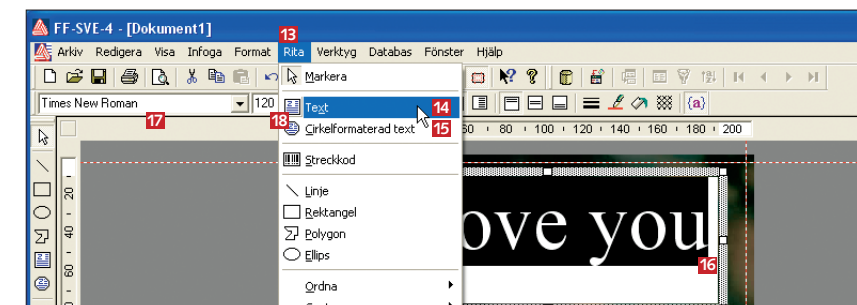 FF-SVE-4 - [Dokument1]
13
Arkiv Redigera Visa Infoga Format Rita Verktyg Databas Fönster Hjälp
Markera
Times New Roman 120 {a}
17
Text 14
18
Cirkelformaterad text 15
80 100 120 140 160 180 200
Streckkod
20
Linje
Rektangel
40
Polygon
ove you
Ellips
60
16
Ordna